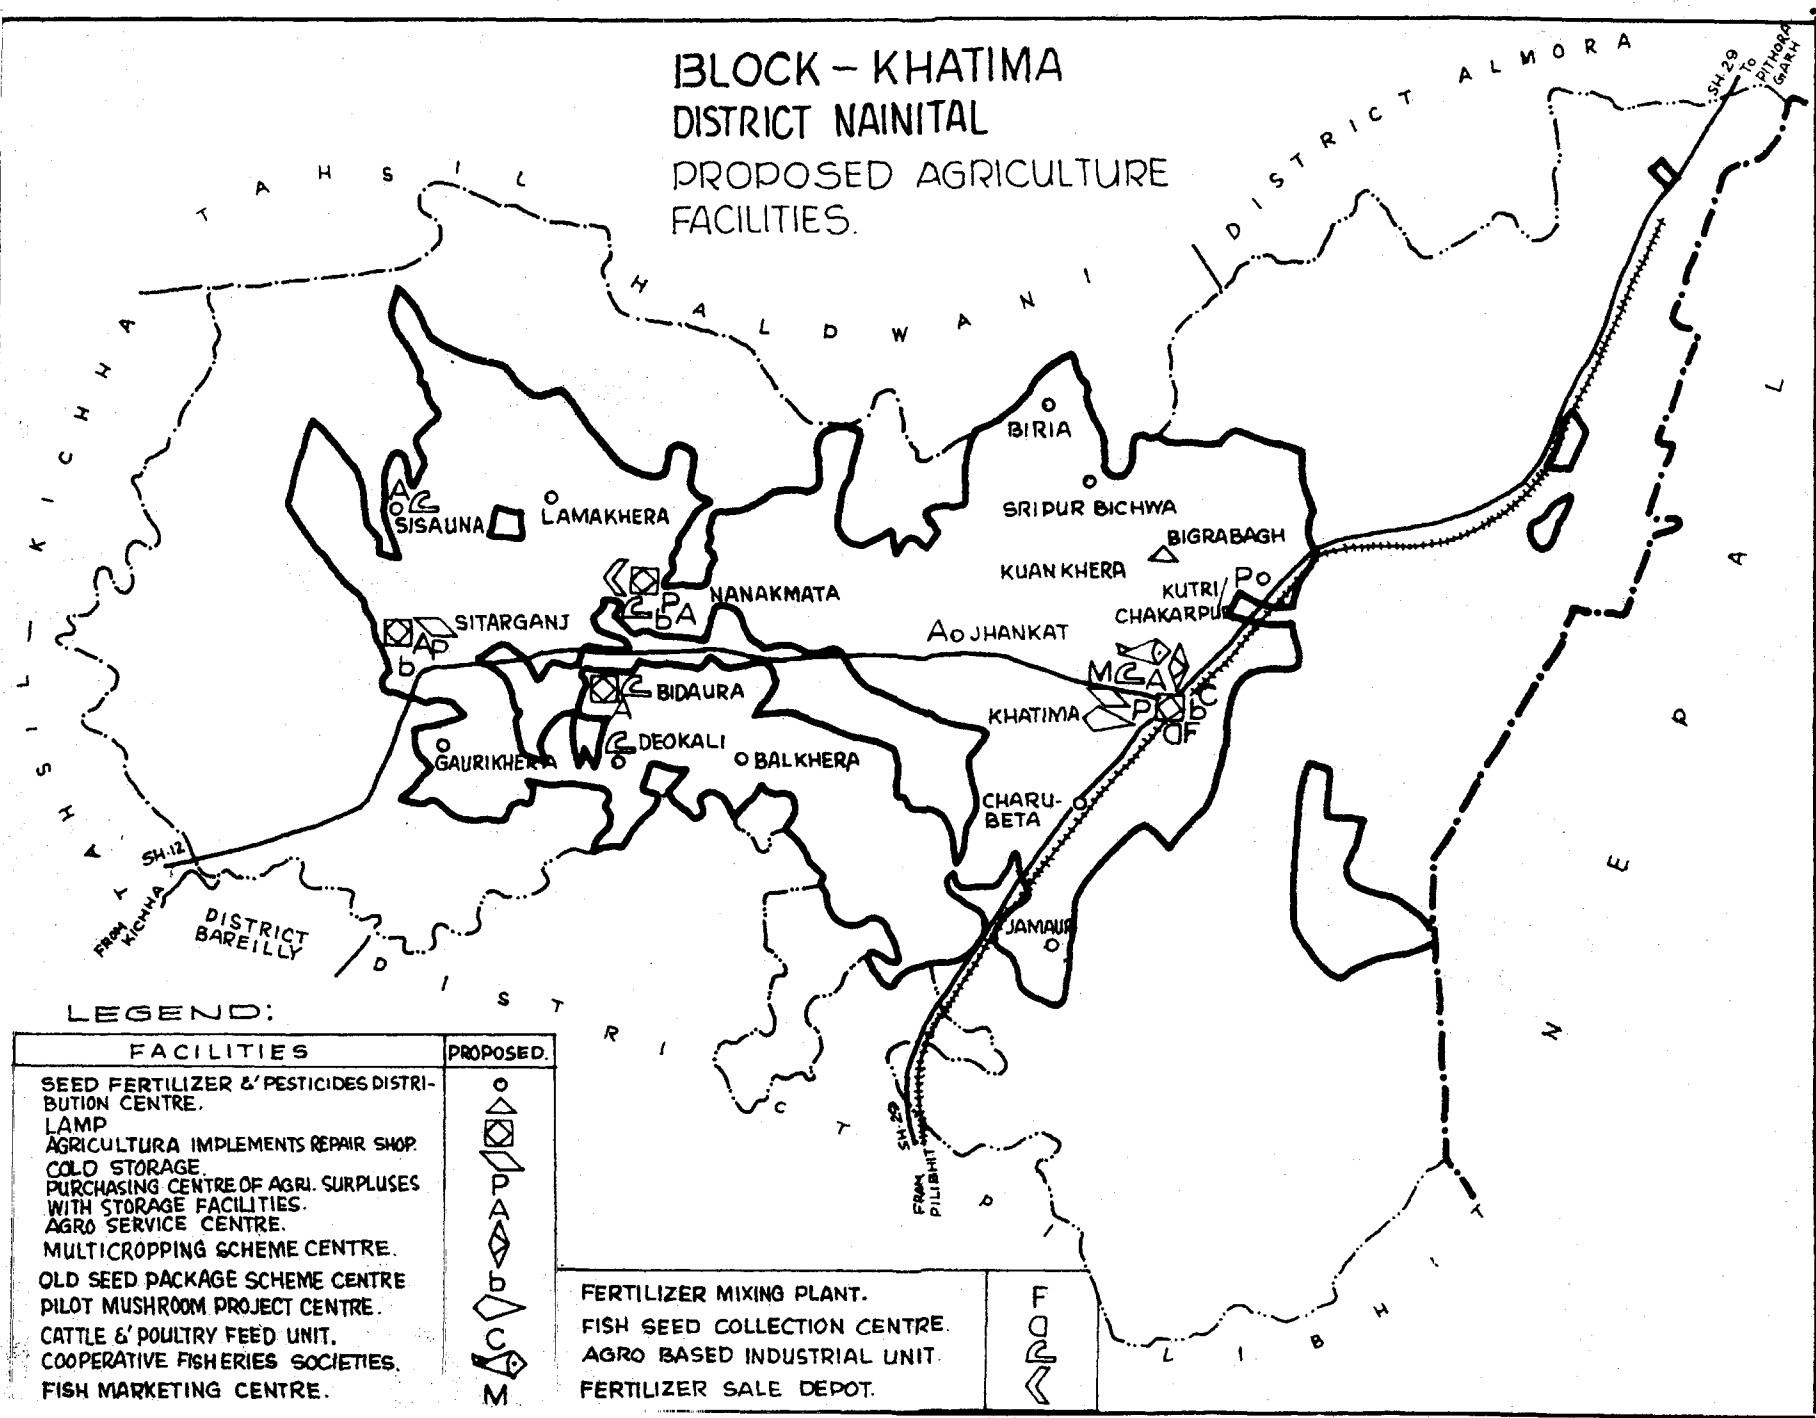 BLOCK – KHATIMA
DISTRICT NAINITAL
PROPOSED AGRICULTURE
FACILITIES.
DISTRICT ALMORA
SH-29
TO
PITHORA
GARH
TAHSIL HALDWANI
TAHSIL – KICHHA
NEPAL
BIRIA
SRIPUR BICHWA
SISAUNA
A
LAMAKHERA
BIGRABAGH
KUAN KHERA
P
KUTRI/
CHAKARPUR
NANAKMATA
P
b A
SITARGANJ
A P
b
A JHANKAT
M
A
BIDAURA
A
KHATIMA
P
b
C
F
DEOKALI
GAURIKHERA
BALKHERA
CHARU-
BETA
JAMAUR
SH-12
FROM
KICHHA
DISTRICT
BAREILLY
DISTRICT PILIBHIT
SH-29
FROM
PILIBHIT
LEGEND:
FACILITIES PROPOSED.
SEED FERTILIZER &' PESTICIDES DISTRI-
BUTION CENTRE.
LAMP
AGRICULTURA IMPLEMENTS REPAIR SHOP.
COLD STORAGE.
PURCHASING CENTRE OF AGRI. SURPLUSES P
WITH STORAGE FACILITIES.
AGRO SERVICE CENTRE. A
MULTICROPPING SCHEME CENTRE.
OLD SEED PACKAGE SCHEME CENTRE b
PILOT MUSHROOM PROJECT CENTRE.
CATTLE &' POULTRY FEED UNIT. C
COOPERATIVE FISHERIES SOCIETIES.
FISH MARKETING CENTRE. M
FERTILIZER MIXING PLANT. F
FISH SEED COLLECTION CENTRE.
AGRO BASED INDUSTRIAL UNIT
FERTILIZER SALE DEPOT.